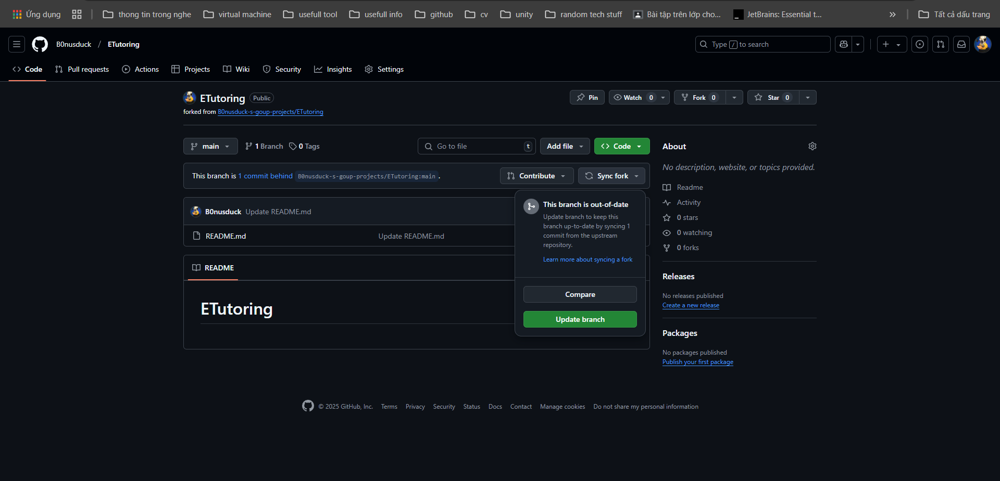 Ứng dụng thong tin trong nghe virtual machine usefull tool usefull info github cv unity random tech stuff Bài tập trên lớp cho... JetBrains: Essential t... Tất cả dấu trang
B0nusduck / ETutoring Type / to search
Code Pull requests Actions Projects Wiki Security Insights Settings
ETutoring Public Pin Watch 0 Fork 0 Star 0
forked from B0nusduck-s-goup-projects/ETutoring
main 1 Branch 0 Tags Go to file t Add file Code
This branch is 1 commit behind B0nusduck-s-goup-projects/ETutoring:main . Contribute Sync fork
B0nusduck Update README.md
README.md Update README.md
README
ETutoring
This branch is out-of-date
Update branch to keep this
branch up-to-date by syncing 1
commit from the upstream
repository.
Learn more about syncing a fork
Compare
Update branch
About
No description, website, or topics provided.
Readme
Activity
0 stars
0 watching
0 forks
Releases
No releases published
Create a new release
Packages
No packages published
Publish your first package
© 2025 GitHub, Inc. Terms Privacy Security Status Docs Contact Manage cookies Do not share my personal information